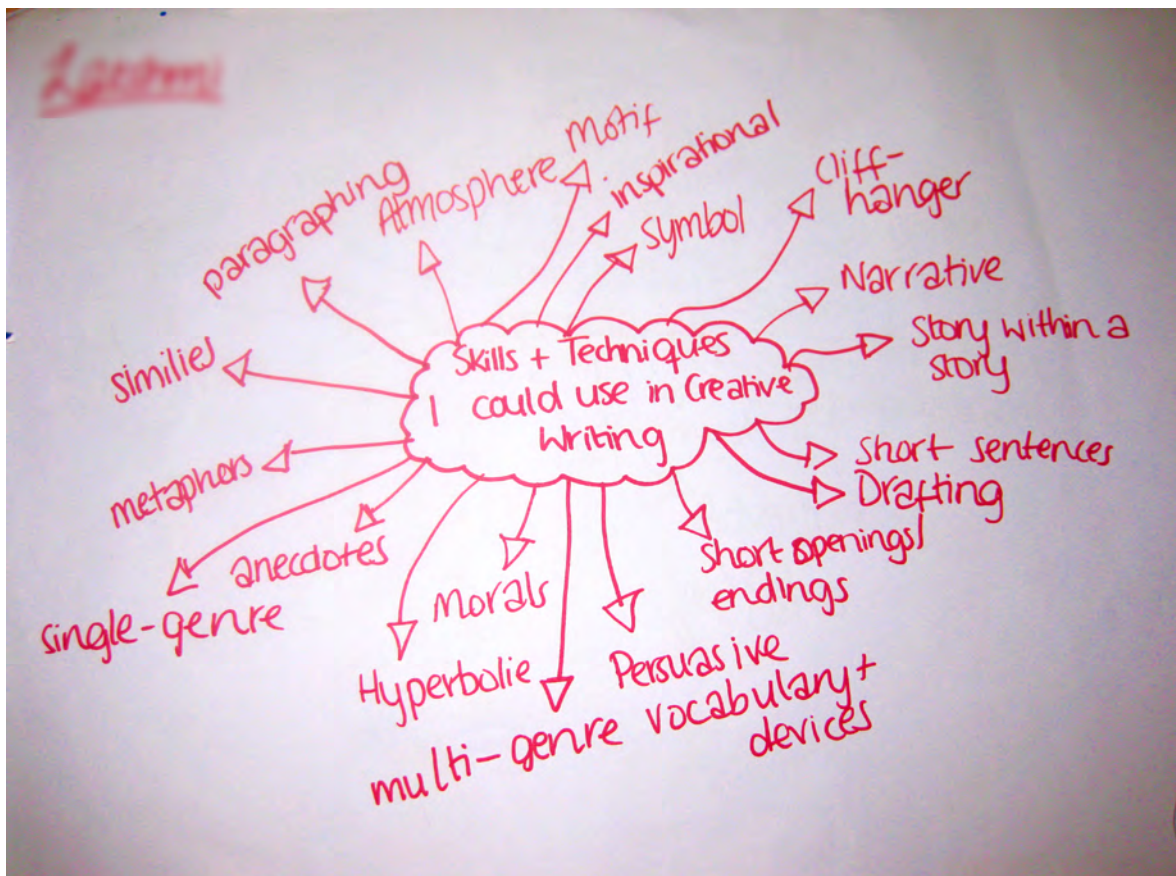 Skills + Techniques
I could use in Creative
Writing
paragraphing
Atmosphere
Motif
inspirational
Symbol
Cliff-
hanger
Narrative
Story within a
story
Short sentences
Drafting
Short openings/
endings
Persuasive
vocabulary +
devices
multi-genre
Morals
Hyperbolie
anecdotes
single-genre
metaphors
similies